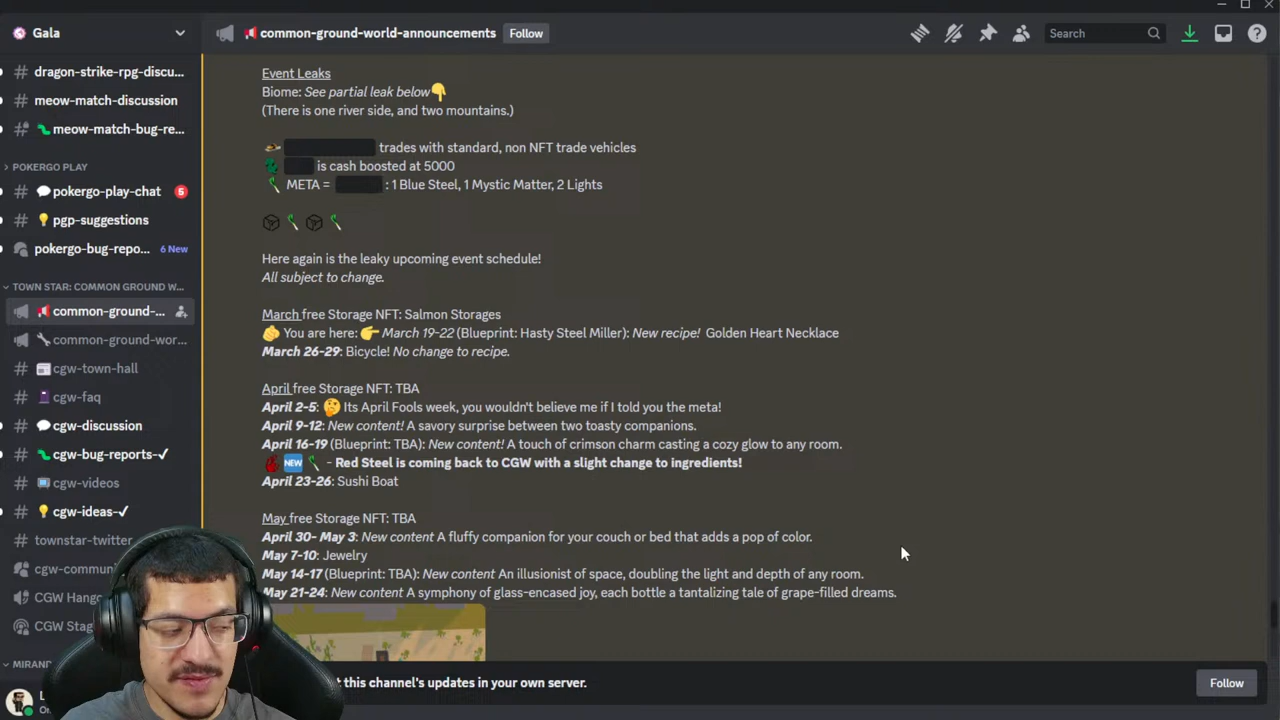 Gala
common-ground-world-announcements
Follow
Search
dragon-strike-rpg-discu...
meow-match-discussion
meow-match-bug-re...
POKERGO PLAY
pokergo-play-chat
5
pgp-suggestions
pokergo-bug-repo...
6 New
TOWN STAR: COMMON GROUND W...
common-ground-...
common-ground-wor...
cgw-town-hall
cgw-faq
cgw-discussion
cgw-bug-reports-✓
cgw-videos
cgw-ideas-✓
townstar-twitter
cgw-commun
CGW Hango
CGW Stag
MIRAND
Event Leaks
Biome: See partial leak below👇
(There is one river side, and two mountains.)
trades with standard, non NFT trade vehicles
is cash boosted at 5000
META = : 1 Blue Steel, 1 Mystic Matter, 2 Lights
Here again is the leaky upcoming event schedule!
All subject to change.
March free Storage NFT: Salmon Storages
You are here: 👉 March 19-22 (Blueprint: Hasty Steel Miller): New recipe! Golden Heart Necklace
March 26-29: Bicycle! No change to recipe.
April free Storage NFT: TBA
April 2-5: 🤔 Its April Fools week, you wouldn't believe me if I told you the meta!
April 9-12: New content! A savory surprise between two toasty companions.
April 16-19 (Blueprint: TBA): New content! A touch of crimson charm casting a cozy glow to any room.
NEW - Red Steel is coming back to CGW with a slight change to ingredients!
April 23-26: Sushi Boat
May free Storage NFT: TBA
April 30- May 3: New content A fluffy companion for your couch or bed that adds a pop of color.
May 7-10: Jewelry
May 14-17 (Blueprint: TBA): New content An illusionist of space, doubling the light and depth of any room.
May 21-24: New content A symphony of glass-encased joy, each bottle a tantalizing tale of grape-filled dreams.
this channel's updates in your own server.
Follow